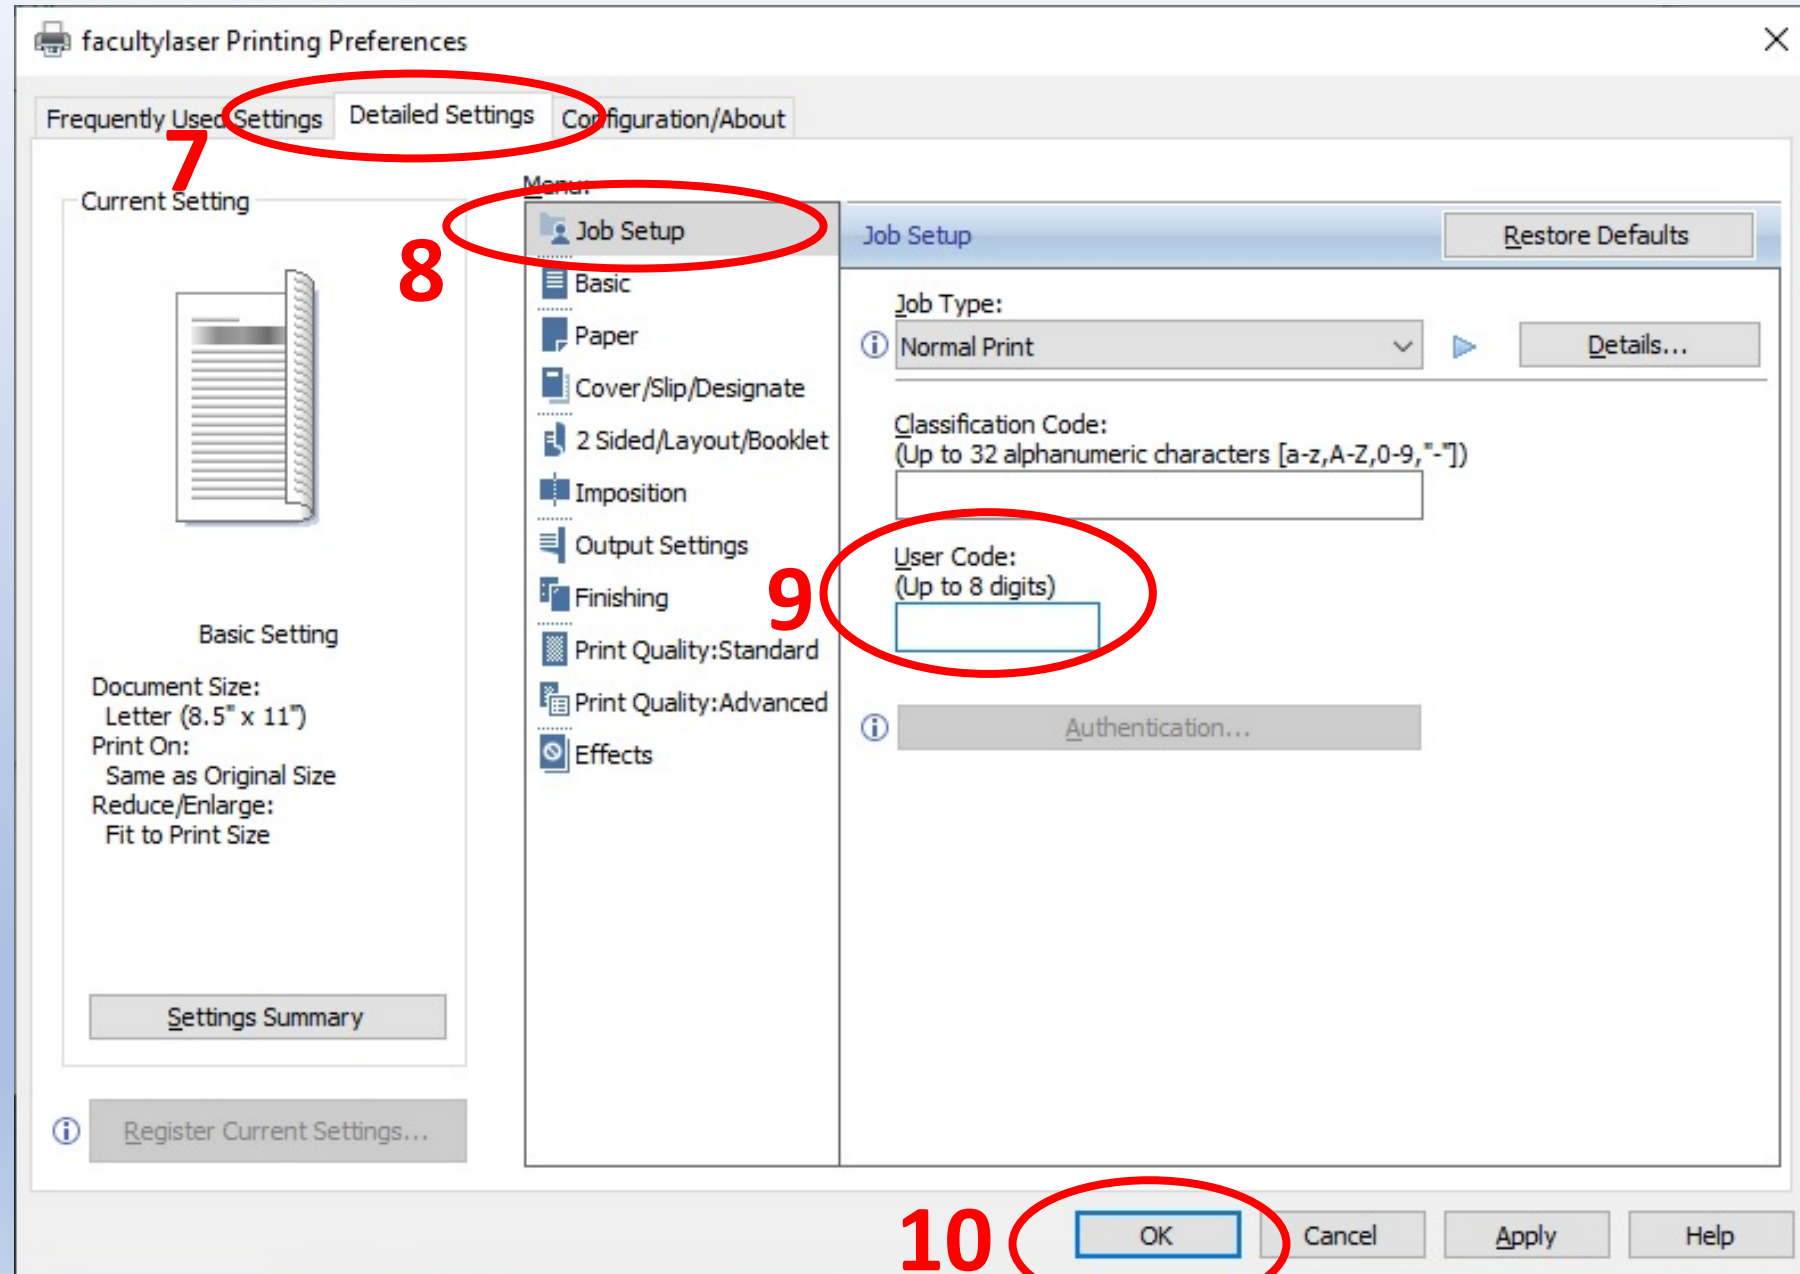 facultylaser Printing Preferences
Frequently Used Settings
Detailed Settings
Configuration/About
7
Current Setting
Basic Setting
Document Size:
Letter (8.5" x 11")
Print On:
Same as Original Size
Reduce/Enlarge:
Fit to Print Size
Settings Summary
Register Current Settings...
Menu:
8
Job Setup
Basic
Paper
Cover/Slip/Designate
2 Sided/Layout/Booklet
Imposition
Output Settings
Finishing
Print Quality:Standard
Print Quality:Advanced
Effects
Job Setup
Restore Defaults
Job Type:
Normal Print
Details...
Classification Code:
(Up to 32 alphanumeric characters [a-z,A-Z,0-9,"-"])
9
User Code:
(Up to 8 digits)
Authentication...
10
OK
Cancel
Apply
Help